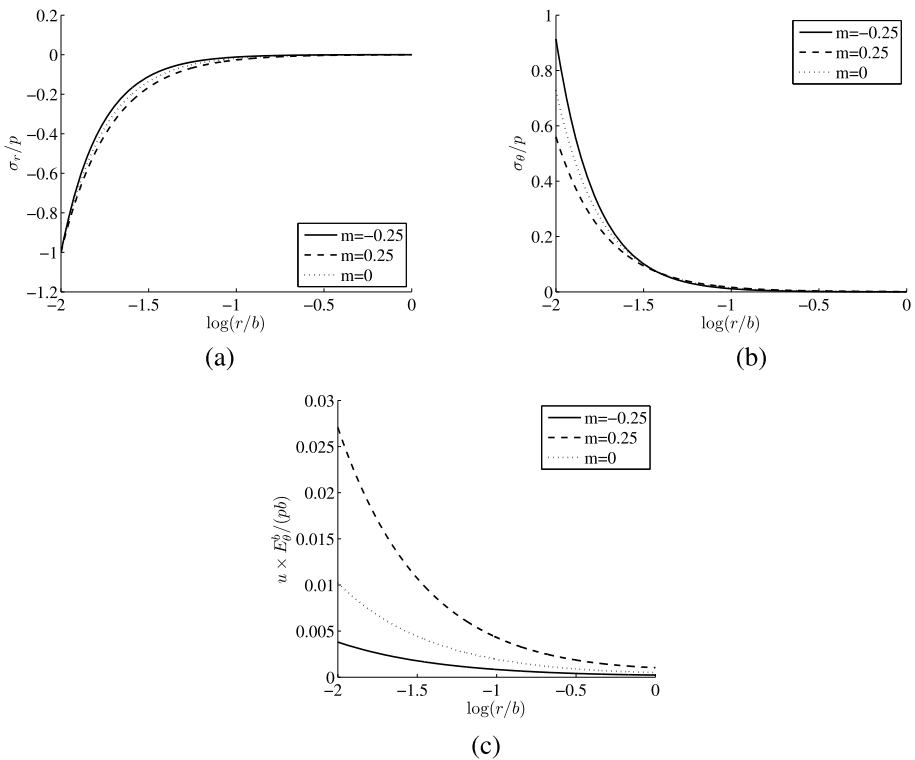 0.2
0
−0.2
−0.4
−0.6
−0.8
−1
−1.2
σr/p
−2 −1.5 −1 −0.5 0
log(r/b)
m=−0.25
m=0.25
m=0
(a)
1
0.8
0.6
0.4
0.2
0
σθ/p
−2 −1.5 −1 −0.5 0
log(r/b)
m=−0.25
m=0.25
m=0
(b)
0.03
0.025
0.02
0.015
0.01
0.005
0
u × E_θ^b/(pb)
−2 −1.5 −1 −0.5 0
log(r/b)
m=−0.25
m=0.25
m=0
(c)